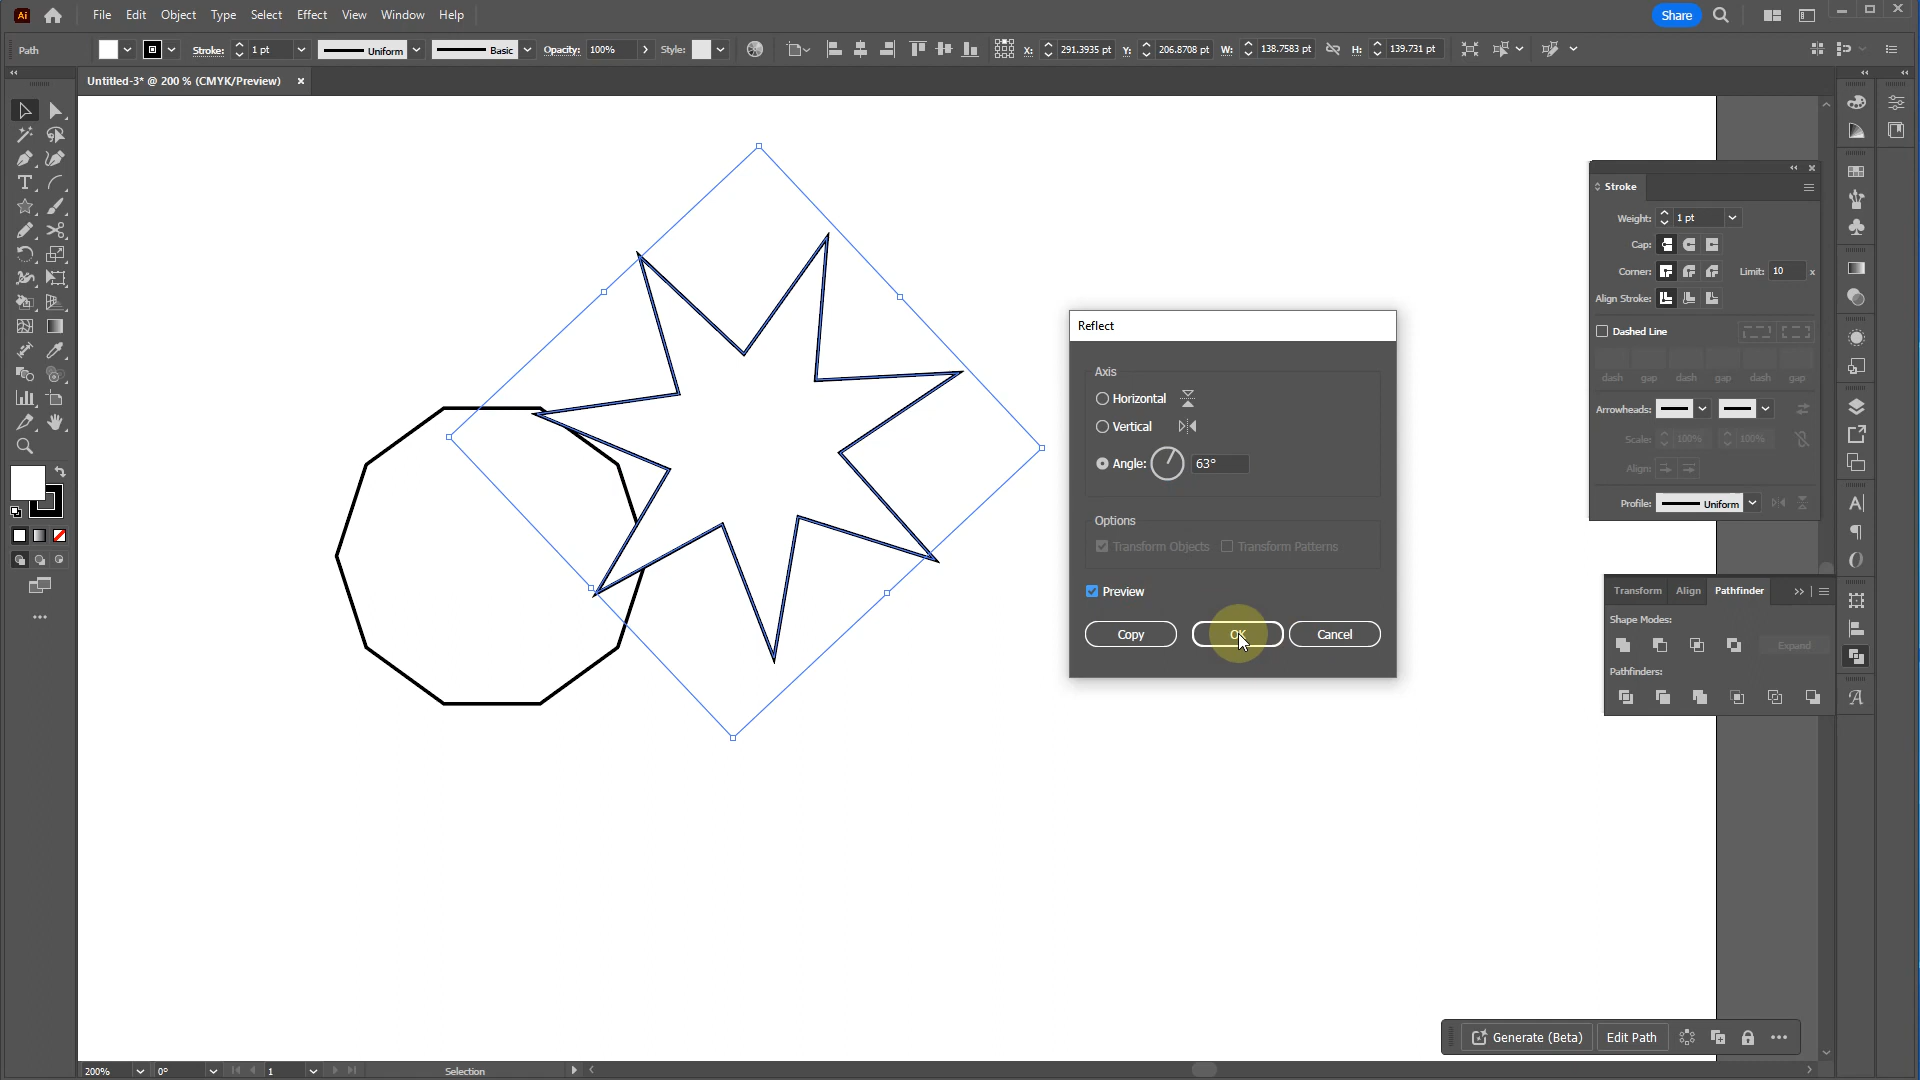 Ai File Edit Object Type Select Effect View Window Help Share
Path Stroke: 1 pt Uniform Basic Opacity: 100% Style: X: 291.3935 pt Y: 206.8708 pt W: 138.7583 pt H: 139.731 pt
Untitled-3* @ 200 % (CMYK/Preview) ×
Stroke
Weight: 1 pt
Cap:
Corner: Limit: 10 x
Align Stroke:
Dashed Line
dash gap dash gap dash gap
Arrowheads:
Scale: 100% 100%
Align:
Profile: Uniform
Reflect
Axis
Horizontal
Vertical
Angle: 63°
Options
Transform Objects Transform Patterns
Preview
Copy OK Cancel
Transform Align Pathfinder
Shape Modes:
Expand
Pathfinders:
Generate (Beta) Edit Path
200% 0° 1 Selection